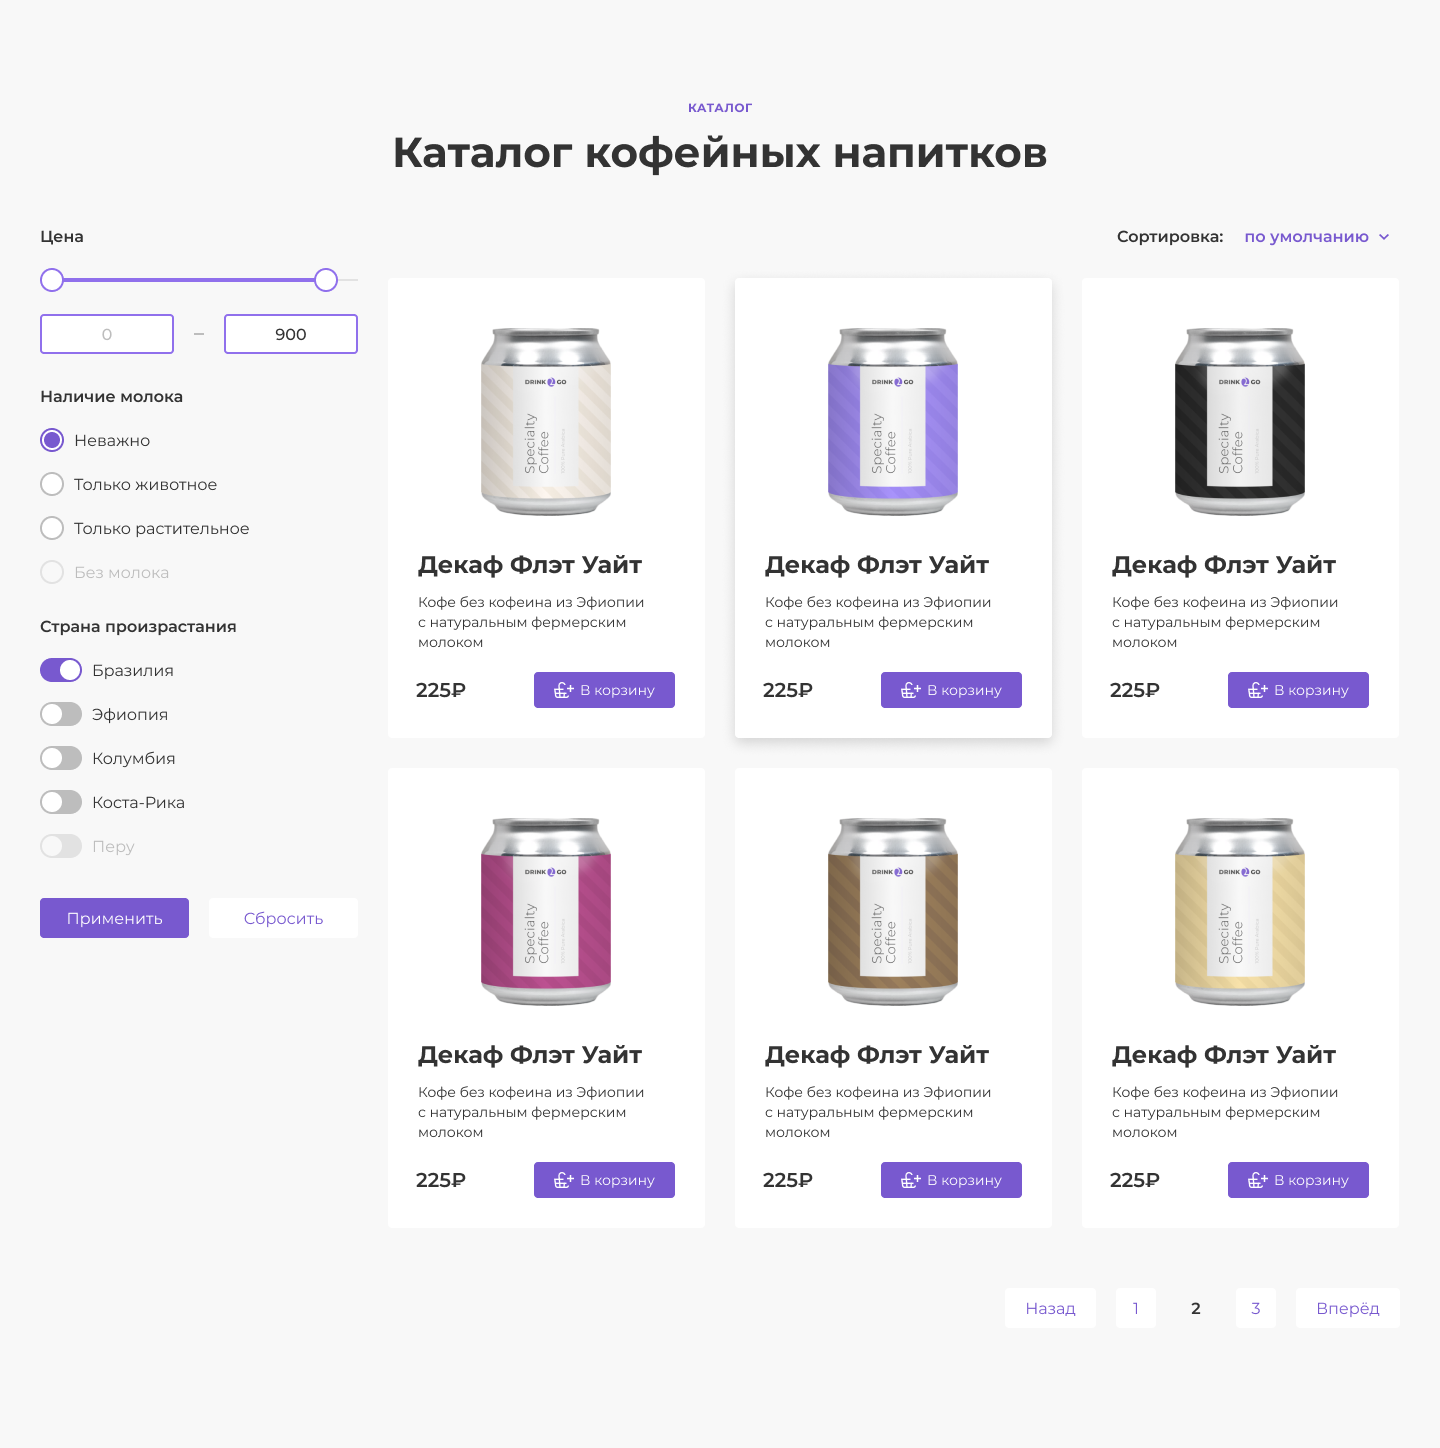 КАТАЛОГ
Каталог кофейных напитков
Цена
0
–
900
Наличие молока
Неважно
Только животное
Только растительное
Без молока
Страна произрастания
Бразилия
Эфиопия
Колумбия
Коста-Рика
Перу
Применить
Сбросить
Сортировка:
по умолчанию
DRINK 2 GO
Specialty
Coffee
Декаф Флэт Уайт
Кофе без кофеина из Эфиопии
с натуральным фермерским
молоком
225₽
В корзину
DRINK 2 GO
Specialty
Coffee
Декаф Флэт Уайт
Кофе без кофеина из Эфиопии
с натуральным фермерским
молоком
225₽
В корзину
DRINK 2 GO
Specialty
Coffee
Декаф Флэт Уайт
Кофе без кофеина из Эфиопии
с натуральным фермерским
молоком
225₽
В корзину
DRINK 2 GO
Specialty
Coffee
Декаф Флэт Уайт
Кофе без кофеина из Эфиопии
с натуральным фермерским
молоком
225₽
В корзину
DRINK 2 GO
Specialty
Coffee
Декаф Флэт Уайт
Кофе без кофеина из Эфиопии
с натуральным фермерским
молоком
225₽
В корзину
DRINK 2 GO
Specialty
Coffee
Декаф Флэт Уайт
Кофе без кофеина из Эфиопии
с натуральным фермерским
молоком
225₽
В корзину
Назад
1
2
3
Вперёд